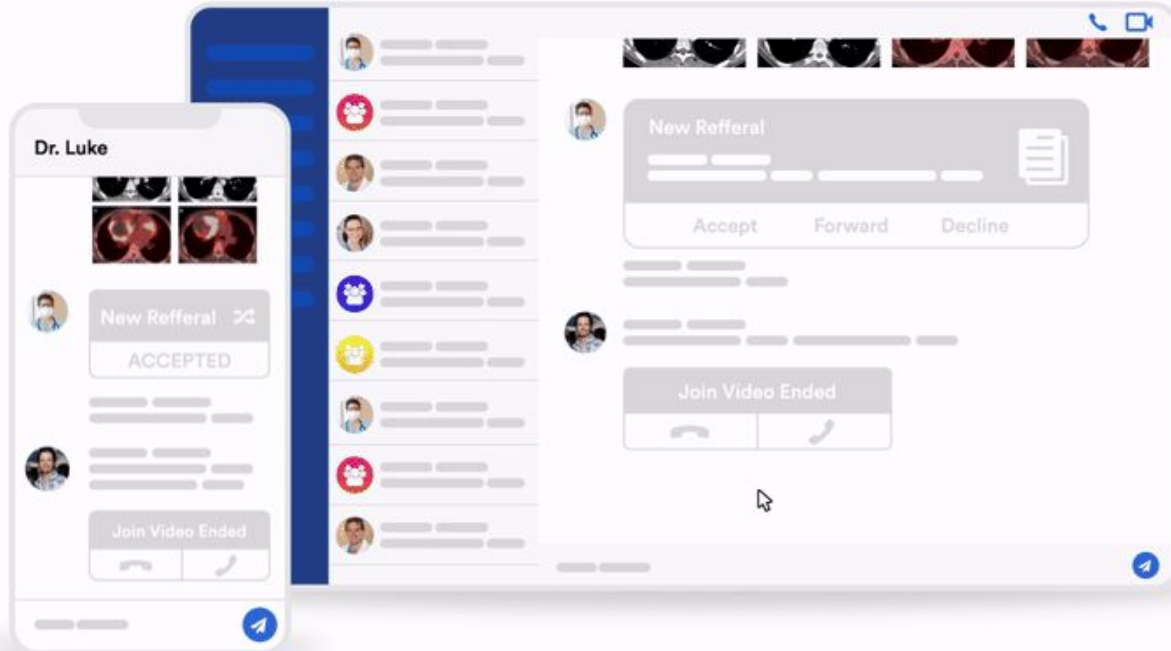 Dr. Luke
New Refferal
ACCEPTED
Join Video Ended
New Refferal
Accept Forward Decline
Join Video Ended